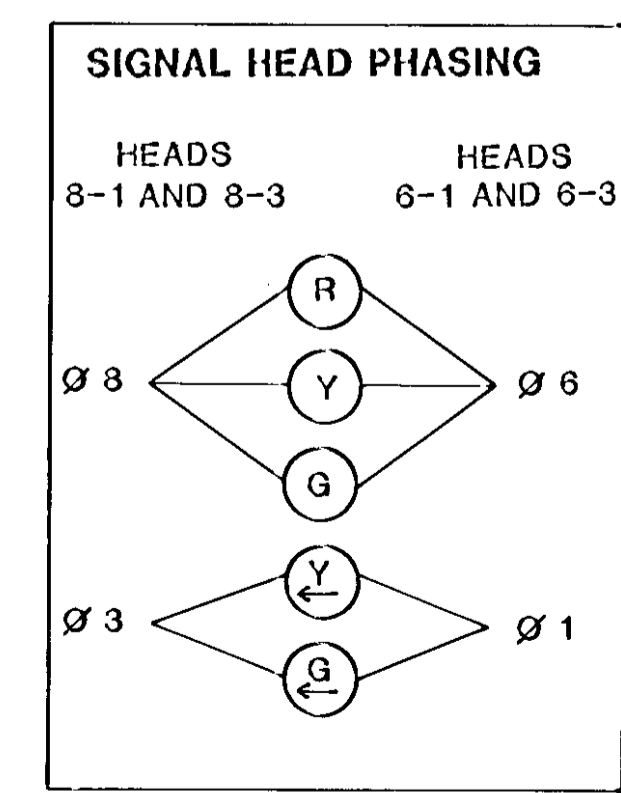 SIGNAL HEAD PHASING
HEADS HEADS
8-1 AND 8-3 6-1 AND 6-3
R
Ø 8 Y Ø 6
G
Y
Ø 3 Ø 1
G